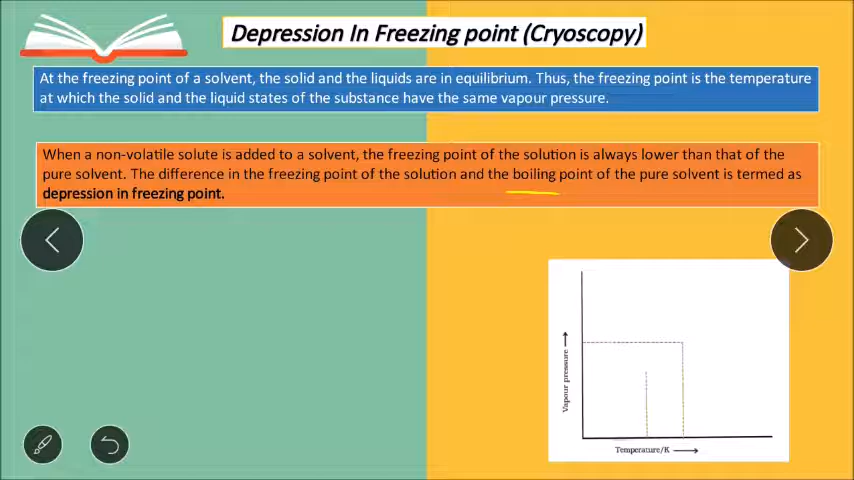 Depression In Freezing point (Cryoscopy)
At the freezing point of a solvent, the solid and the liquids are in equilibrium. Thus, the freezing point is the temperature
at which the solid and the liquid states of the substance have the same vapour pressure.
When a non-volatile solute is added to a solvent, the freezing point of the solution is always lower than that of the
pure solvent. The difference in the freezing point of the solution and the boiling point of the pure solvent is termed as
depression in freezing point.
Vapour pressure
Temperature/K